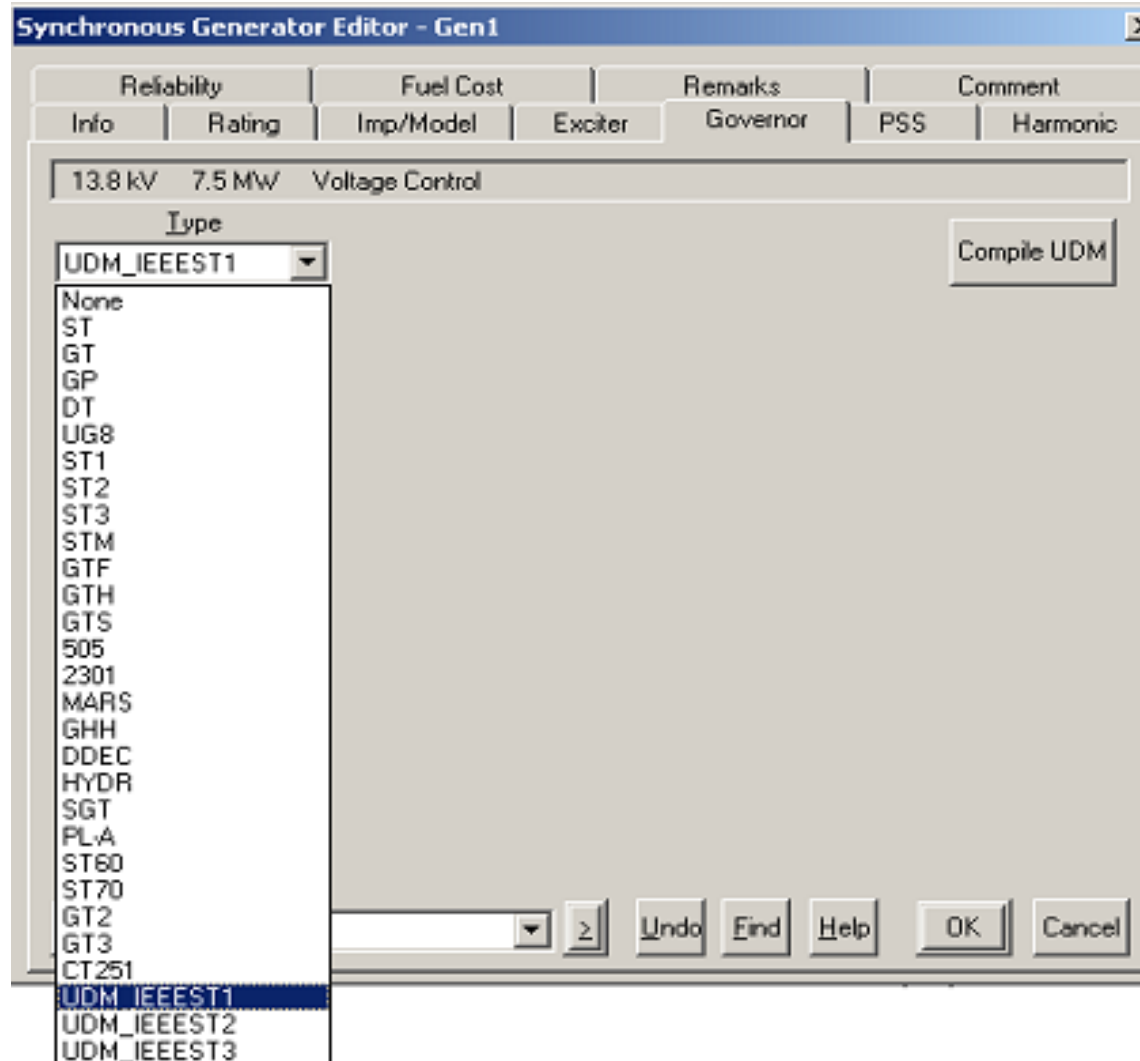 Synchronous Generator Editor - Gen1
Reliability Fuel Cost Remarks Comment
Info Rating Imp/Model Exciter Governor PSS Harmonic
13.8 kV 7.5 MW Voltage Control
Type
UDM_IEEEST1
Compile UDM
None
ST
GT
GP
DT
UG8
ST1
ST2
ST3
STM
GTF
GTH
GTS
505
2301
MARS
GHH
DDEC
HYDR
SGT
PL-A
ST60
ST70
GT2
GT3
CT251
UDM_IEEEST1
UDM_IEEEST2
UDM_IEEEST3
> Undo Find Help OK Cancel